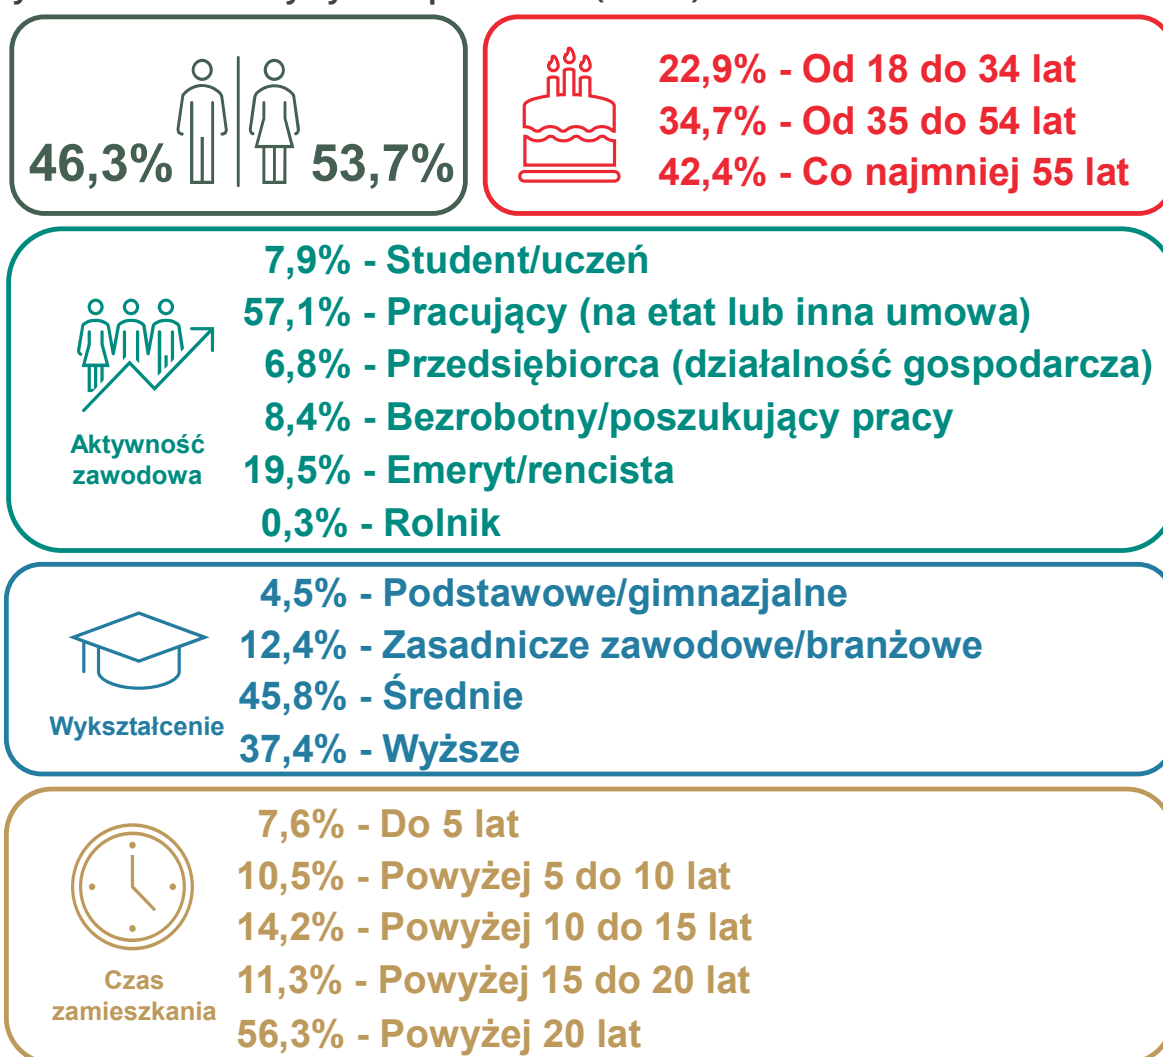 46,3%
53,7%
22,9% - Od 18 do 34 lat
34,7% - Od 35 do 54 lat
42,4% - Co najmniej 55 lat
Aktywność
zawodowa
7,9% - Student/uczeń
57,1% - Pracujący (na etat lub inna umowa)
6,8% - Przedsiębiorca (działalność gospodarcza)
8,4% - Bezrobotny/poszukujący pracy
19,5% - Emeryt/rencista
0,3% - Rolnik
Wykształcenie
4,5% - Podstawowe/gimnazjalne
12,4% - Zasadnicze zawodowe/branżowe
45,8% - Średnie
37,4% - Wyższe
Czas
zamieszkania
7,6% - Do 5 lat
10,5% - Powyżej 5 do 10 lat
14,2% - Powyżej 10 do 15 lat
11,3% - Powyżej 15 do 20 lat
56,3% - Powyżej 20 lat